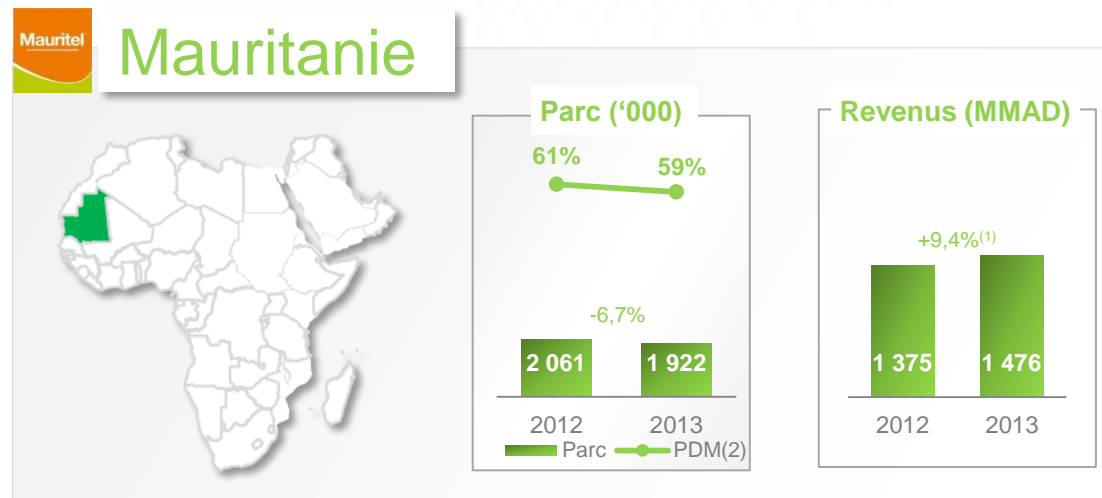 Mauritel
Mauritanie
Parc (‘000)
61%
59%
-6,7%
2 061
1 922
2012
2013
Parc
PDM(2)
Revenus (MMAD)
+9,4%(1)
1 375
1 476
2012
2013